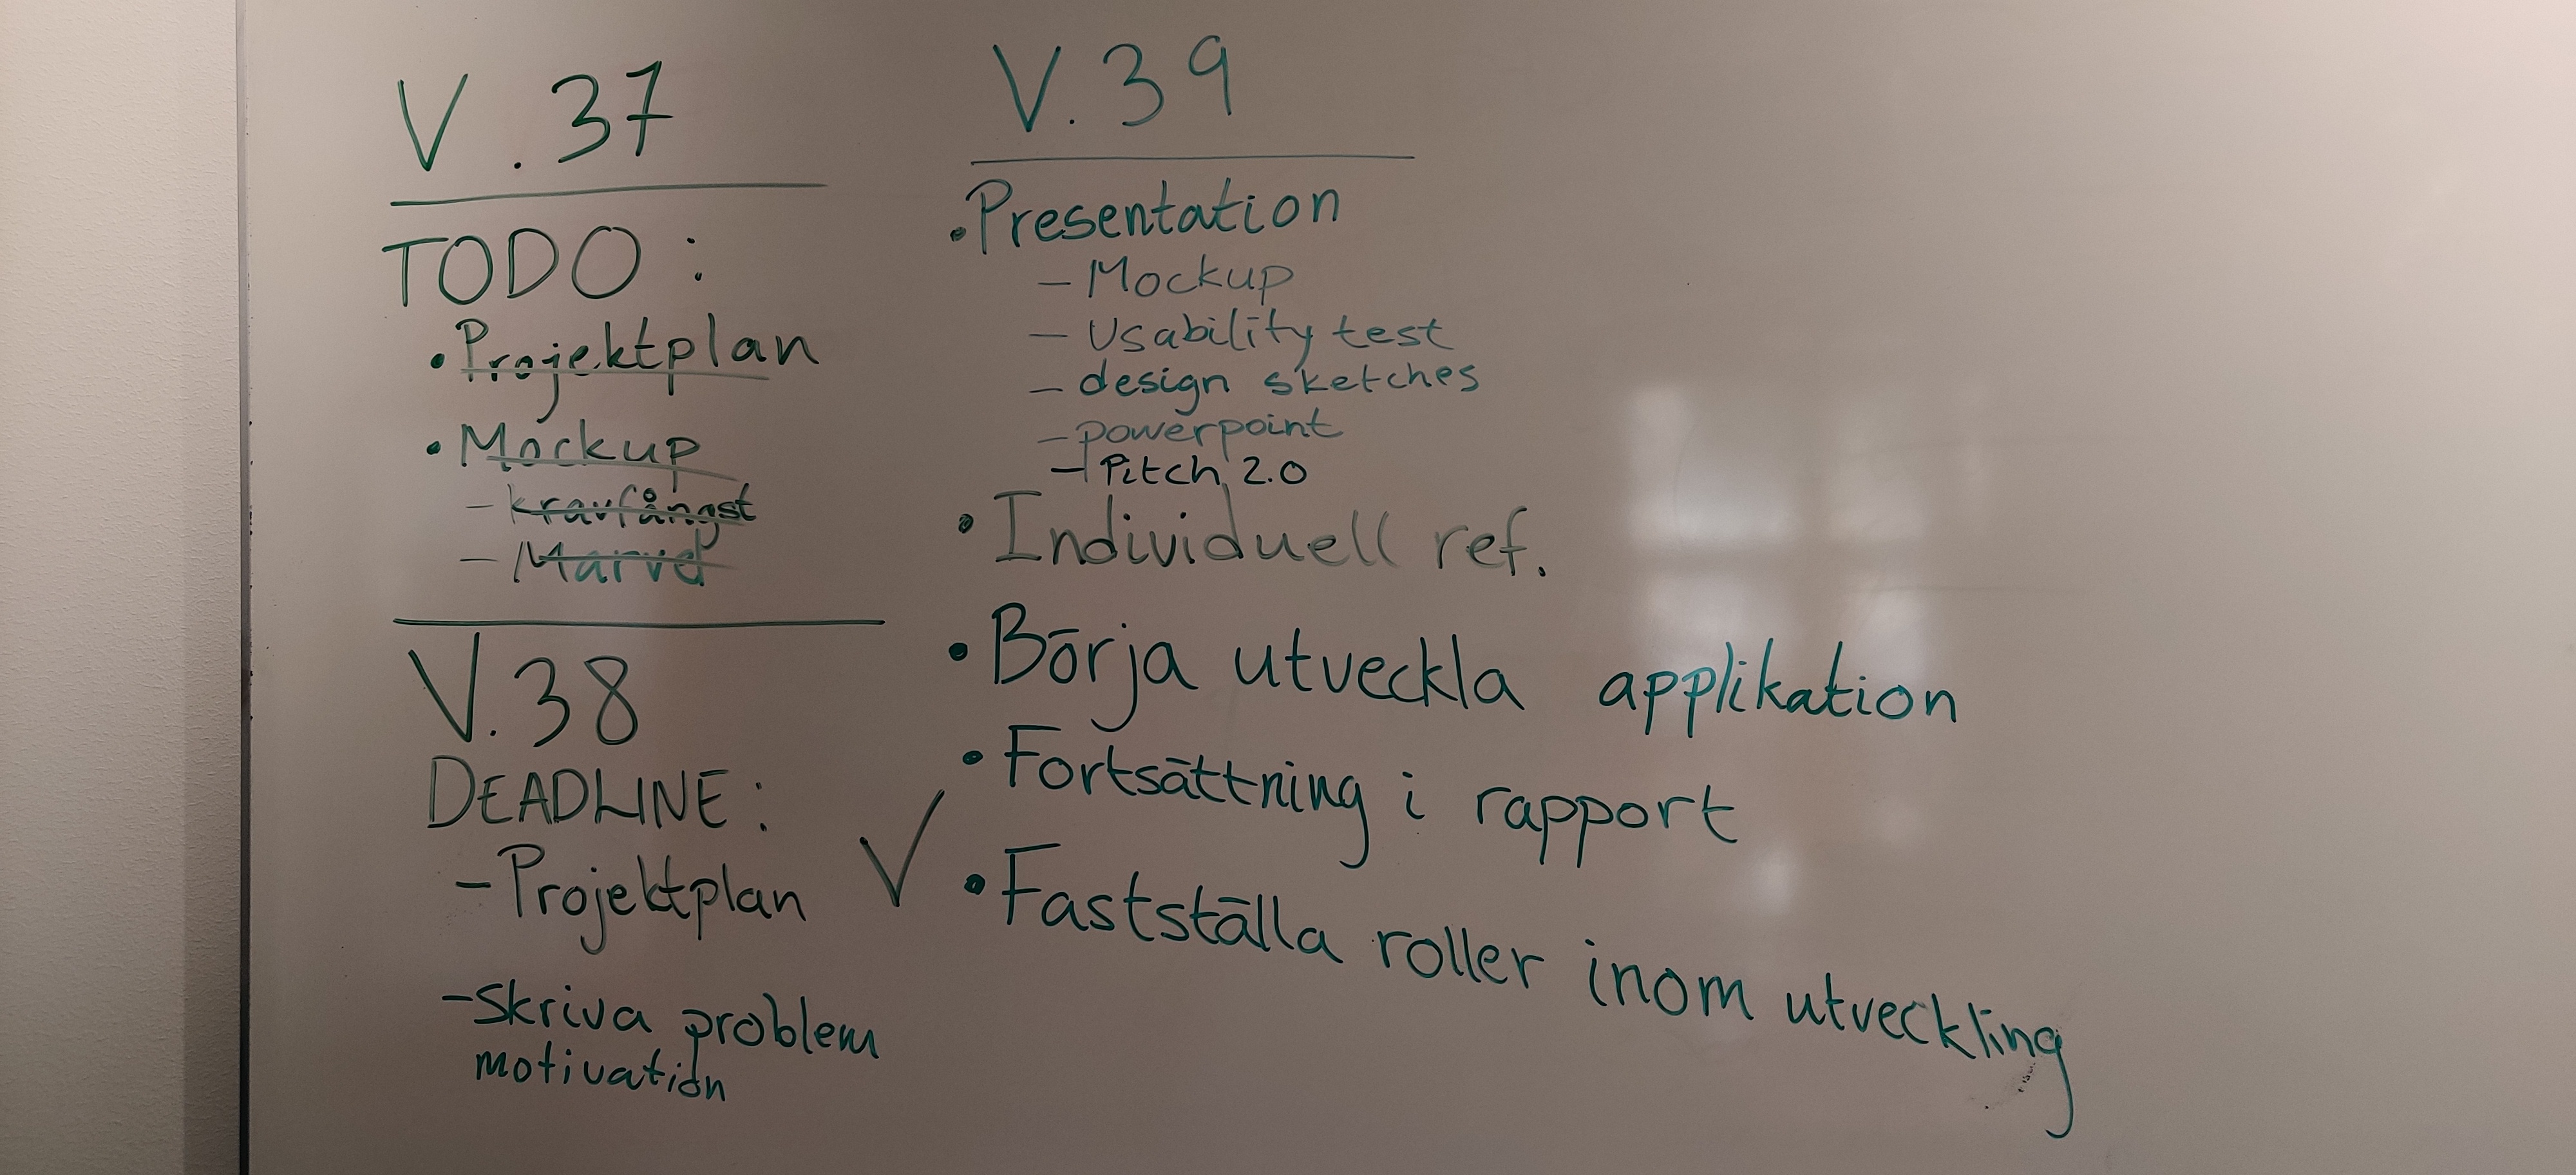 V.37
TODO:
• Projektplan
• Mockup
- kravfångst
- Marvel
V.38
DEADLINE:
- Projektplan ✓
- Skriva problem
motivation
V.39
• Presentation
- Mockup
- Usability test
- design sketches
- powerpoint
- Pitch 2.0
• Individuell ref.
• Börja utveckla applikation
• Fortsättning i rapport
• Fastställa roller inom utveckling